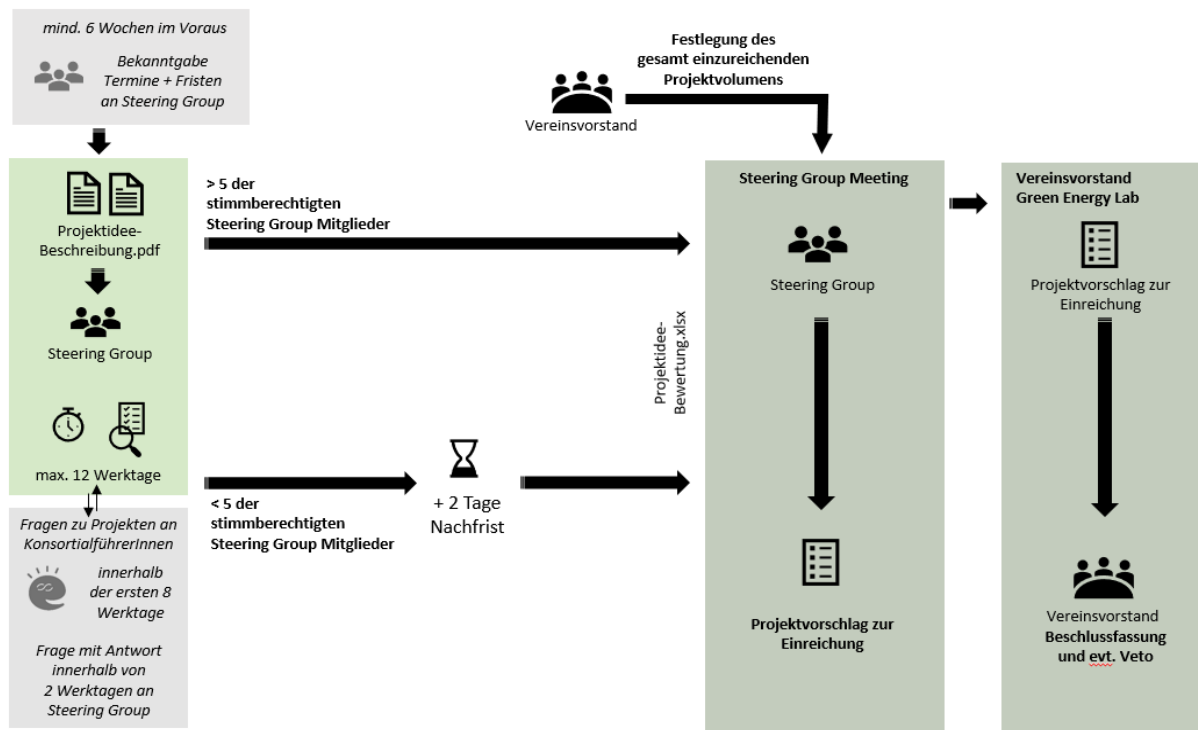 mind. 6 Wochen im Voraus
Bekanntgabe
Termine + Fristen
an Steering Group
Projektidee-
Beschreibung.pdf
Steering Group
max. 12 Werktage
Fragen zu Projekten an
KonsortialführerInnen
innerhalb
der ersten 8
Werktage
Frage mit Antwort
innerhalb von
2 Werktagen an
Steering Group
> 5 der
stimmberechtigten
Steering Group Mitglieder
< 5 der
stimmberechtigten
Steering Group Mitglieder
+ 2 Tage
Nachfrist
Projektidee-
Bewertung.xlsx
Festlegung des
gesamt einzureichenden
Projektvolumens
Vereinsvorstand
Steering Group Meeting
Steering Group
Projektvorschlag zur
Einreichung
Vereinsvorstand
Green Energy Lab
Projektvorschlag zur
Einreichung
Vereinsvorstand
Beschlussfassung
und evt. Veto